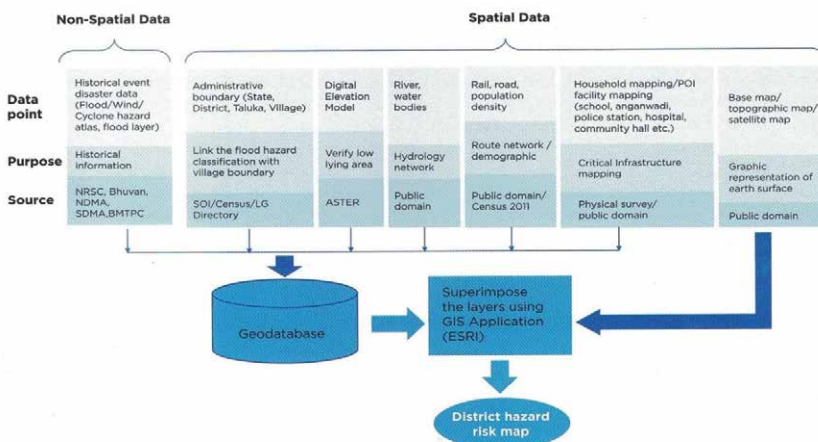 Non-Spatial Data
Spatial Data
Data
point
Historical event
disaster data
(Flood/Wind/
Cyclone hazard
atlas, flood layer)
Administrative
boundary (State,
District, Taluka, Village)
Digital
Elevation
Model
River,
water
bodies
Rail, road,
population
density
Household mapping/POI
facility mapping
(school, anganwadi,
police station, hospital,
community hall etc.)
Base map/
topographic map/
satellite map
Purpose
Historical
information
Link the flood hazard
classification with
village boundary
Verify low
lying area
Hydrology
network
Route network /
demographic
Critical Infrastructure
mapping
Graphic
representation of
earth surface
Source
NRSC, Bhuvan,
NDMA,
SDMA,BMTPC
SOI/Census/LG
Directory
ASTER
Public
domain
Public domain/
Census 2011
Physical survey/
public domain
Public domain
Geodatabase
Superimpose
the layers using
GIS Application
(ESRI)
District hazard
risk map